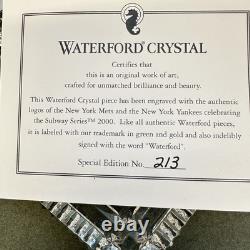 WATERFORD® CRYSTAL
Certifies that
this is an original work of art,
crafted for unmatched brilliance and beauty.
This Waterford Crystal piece has been engraved with the authentic
logos of the New York Mets and the New York Yankees celebrating
the Subway Series™ 2000. Like all authentic Waterford pieces,
it is labeled with our trademark in green and gold and also indelibly
signed with the word "Waterford".
Special Edition No. 213